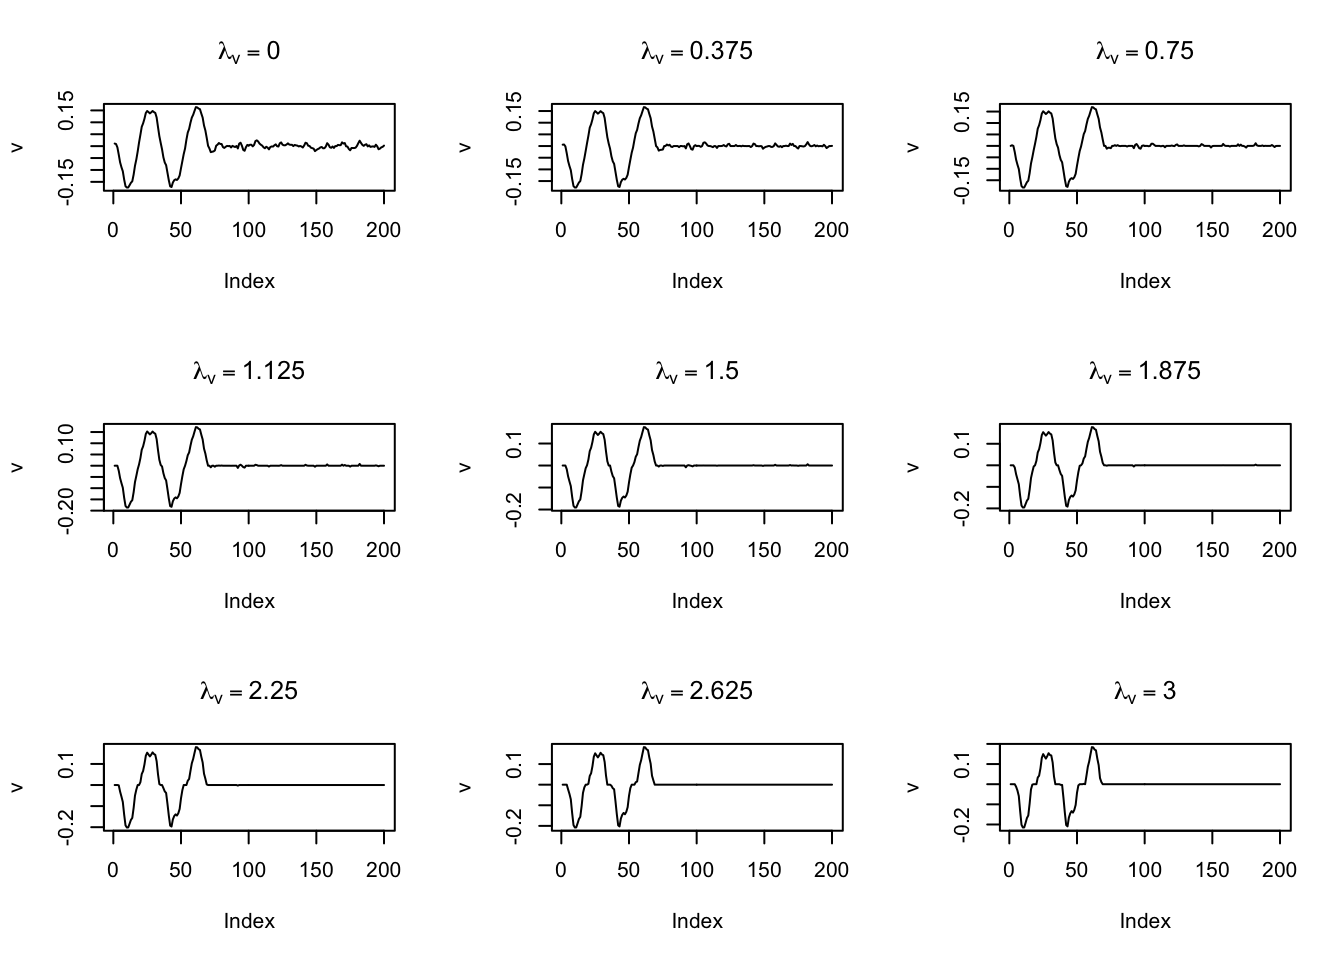 λv = 0
v
0.15
-0.15
0 50 100 150 200
Index
λv = 0.375
v
0.15
-0.15
0 50 100 150 200
Index
λv = 0.75
v
0.15
-0.15
0 50 100 150 200
Index
λv = 1.125
v
0.10
-0.20
0 50 100 150 200
Index
λv = 1.5
v
0.1
-0.2
0 50 100 150 200
Index
λv = 1.875
v
0.1
-0.2
0 50 100 150 200
Index
λv = 2.25
v
0.1
-0.2
0 50 100 150 200
Index
λv = 2.625
v
0.1
-0.2
0 50 100 150 200
Index
λv = 3
v
0.1
-0.2
0 50 100 150 200
Index